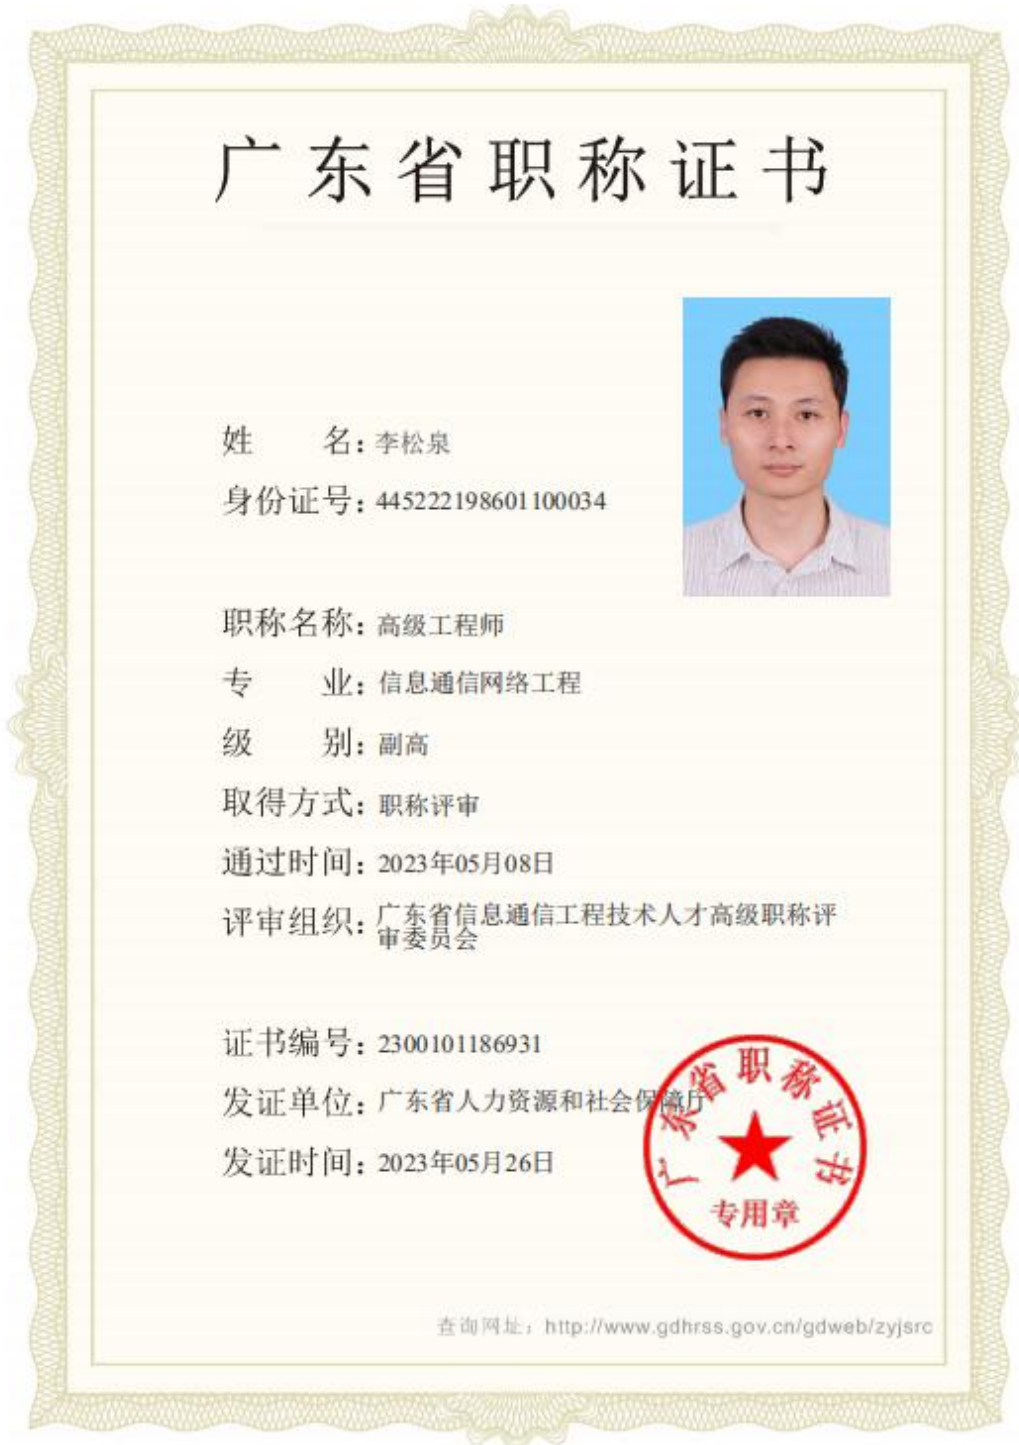 广东省职称证书
姓名：李松泉
身份证号：445222198601100034
职称名称：高级工程师
专业：信息通信网络工程
级别：副高
取得方式：职称评审
通过时间：2023年05月08日
评审组织：广东省信息通信工程技术人才高级职称评
审委员会
证书编号：2300101186931
发证单位：广东省人力资源和社会保障厅
发证时间：2023年05月26日
广东省职称证书
专用章
查询网址：http://www.gdhrss.gov.cn/gdweb/zyjsrc